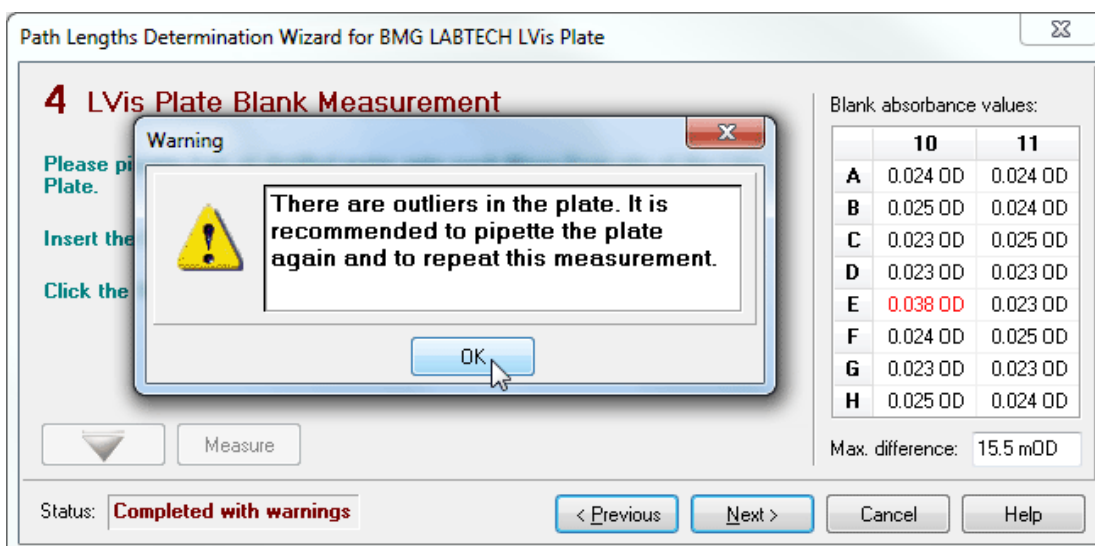 Path Lengths Determination Wizard for BMG LABTECH LVis Plate
4 LVis Plate Blank Measurement
Please pi
Plate.
Insert the
Click the
Warning
There are outliers in the plate. It is
recommended to pipette the plate
again and to repeat this measurement.
OK
Measure
Blank absorbance values:
10 11
A 0.024 OD 0.024 OD
B 0.025 OD 0.024 OD
C 0.023 OD 0.025 OD
D 0.023 OD 0.023 OD
E 0.038 OD 0.023 OD
F 0.024 OD 0.025 OD
G 0.023 OD 0.023 OD
H 0.025 OD 0.024 OD
Max. difference: 15.5 mOD
Status: Completed with warnings
< Previous Next > Cancel Help